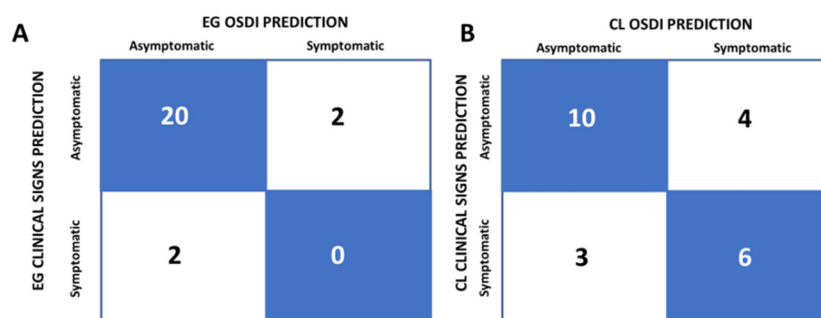 A
EG OSDI PREDICTION
Asymptomatic Symptomatic
EG CLINICAL SIGNS PREDICTION
Asymptomatic
Symptomatic
20 2
2 0
B
CL OSDI PREDICTION
Asymptomatic Symptomatic
CL CLINICAL SIGNS PREDICTION
Asymptomatic
Symptomatic
10 4
3 6